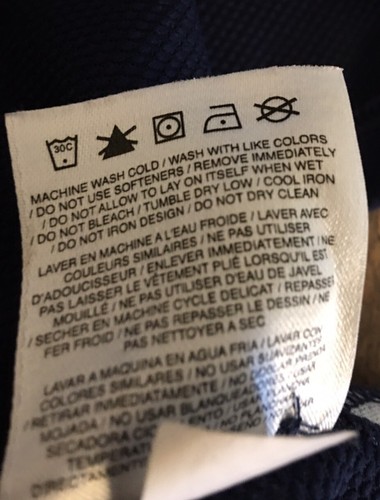 30C
MACHINE WASH COLD / WASH WITH LIKE COLORS
/ DO NOT USE SOFTENERS / REMOVE IMMEDIATELY
/ DO NOT ALLOW TO LAY ON ITSELF WHEN WET
/ DO NOT BLEACH / TUMBLE DRY LOW / COOL IRON
/ DO NOT IRON DESIGN / DO NOT DRY CLEAN
LAVER EN MACHINE A L'EAU FROIDE / LAVER AVEC
COULEURS SIMILAIRES / NE PAS UTILISER
D'ADOUCISSEUR / ENLEVER IMMEDIATEMENT / NE
PAS LAISSER LE VÊTEMENT PLIÉ LORSQU'IL EST
MOUILLÉ / NE PAS UTILISER D'EAU DE JAVEL
/ SECHER EN MACHINE CYCLE DELICAT / REPASSE
FER FROID / NE PAS REPASSER LE DESSIN / NE
PAS NETTOYER A SEC
LAVAR A MAQUINA EN AGUA FRIA / LAVAR CON
COLORES SIMILARES / NO USAR SUAVIZANTE
/ RETIRAR IMMEDIATAMENTE / NO
MOJADA / NO USAR BLANQUEADORES
SECADORA
TEMPERAT
DIRECTAMENTE